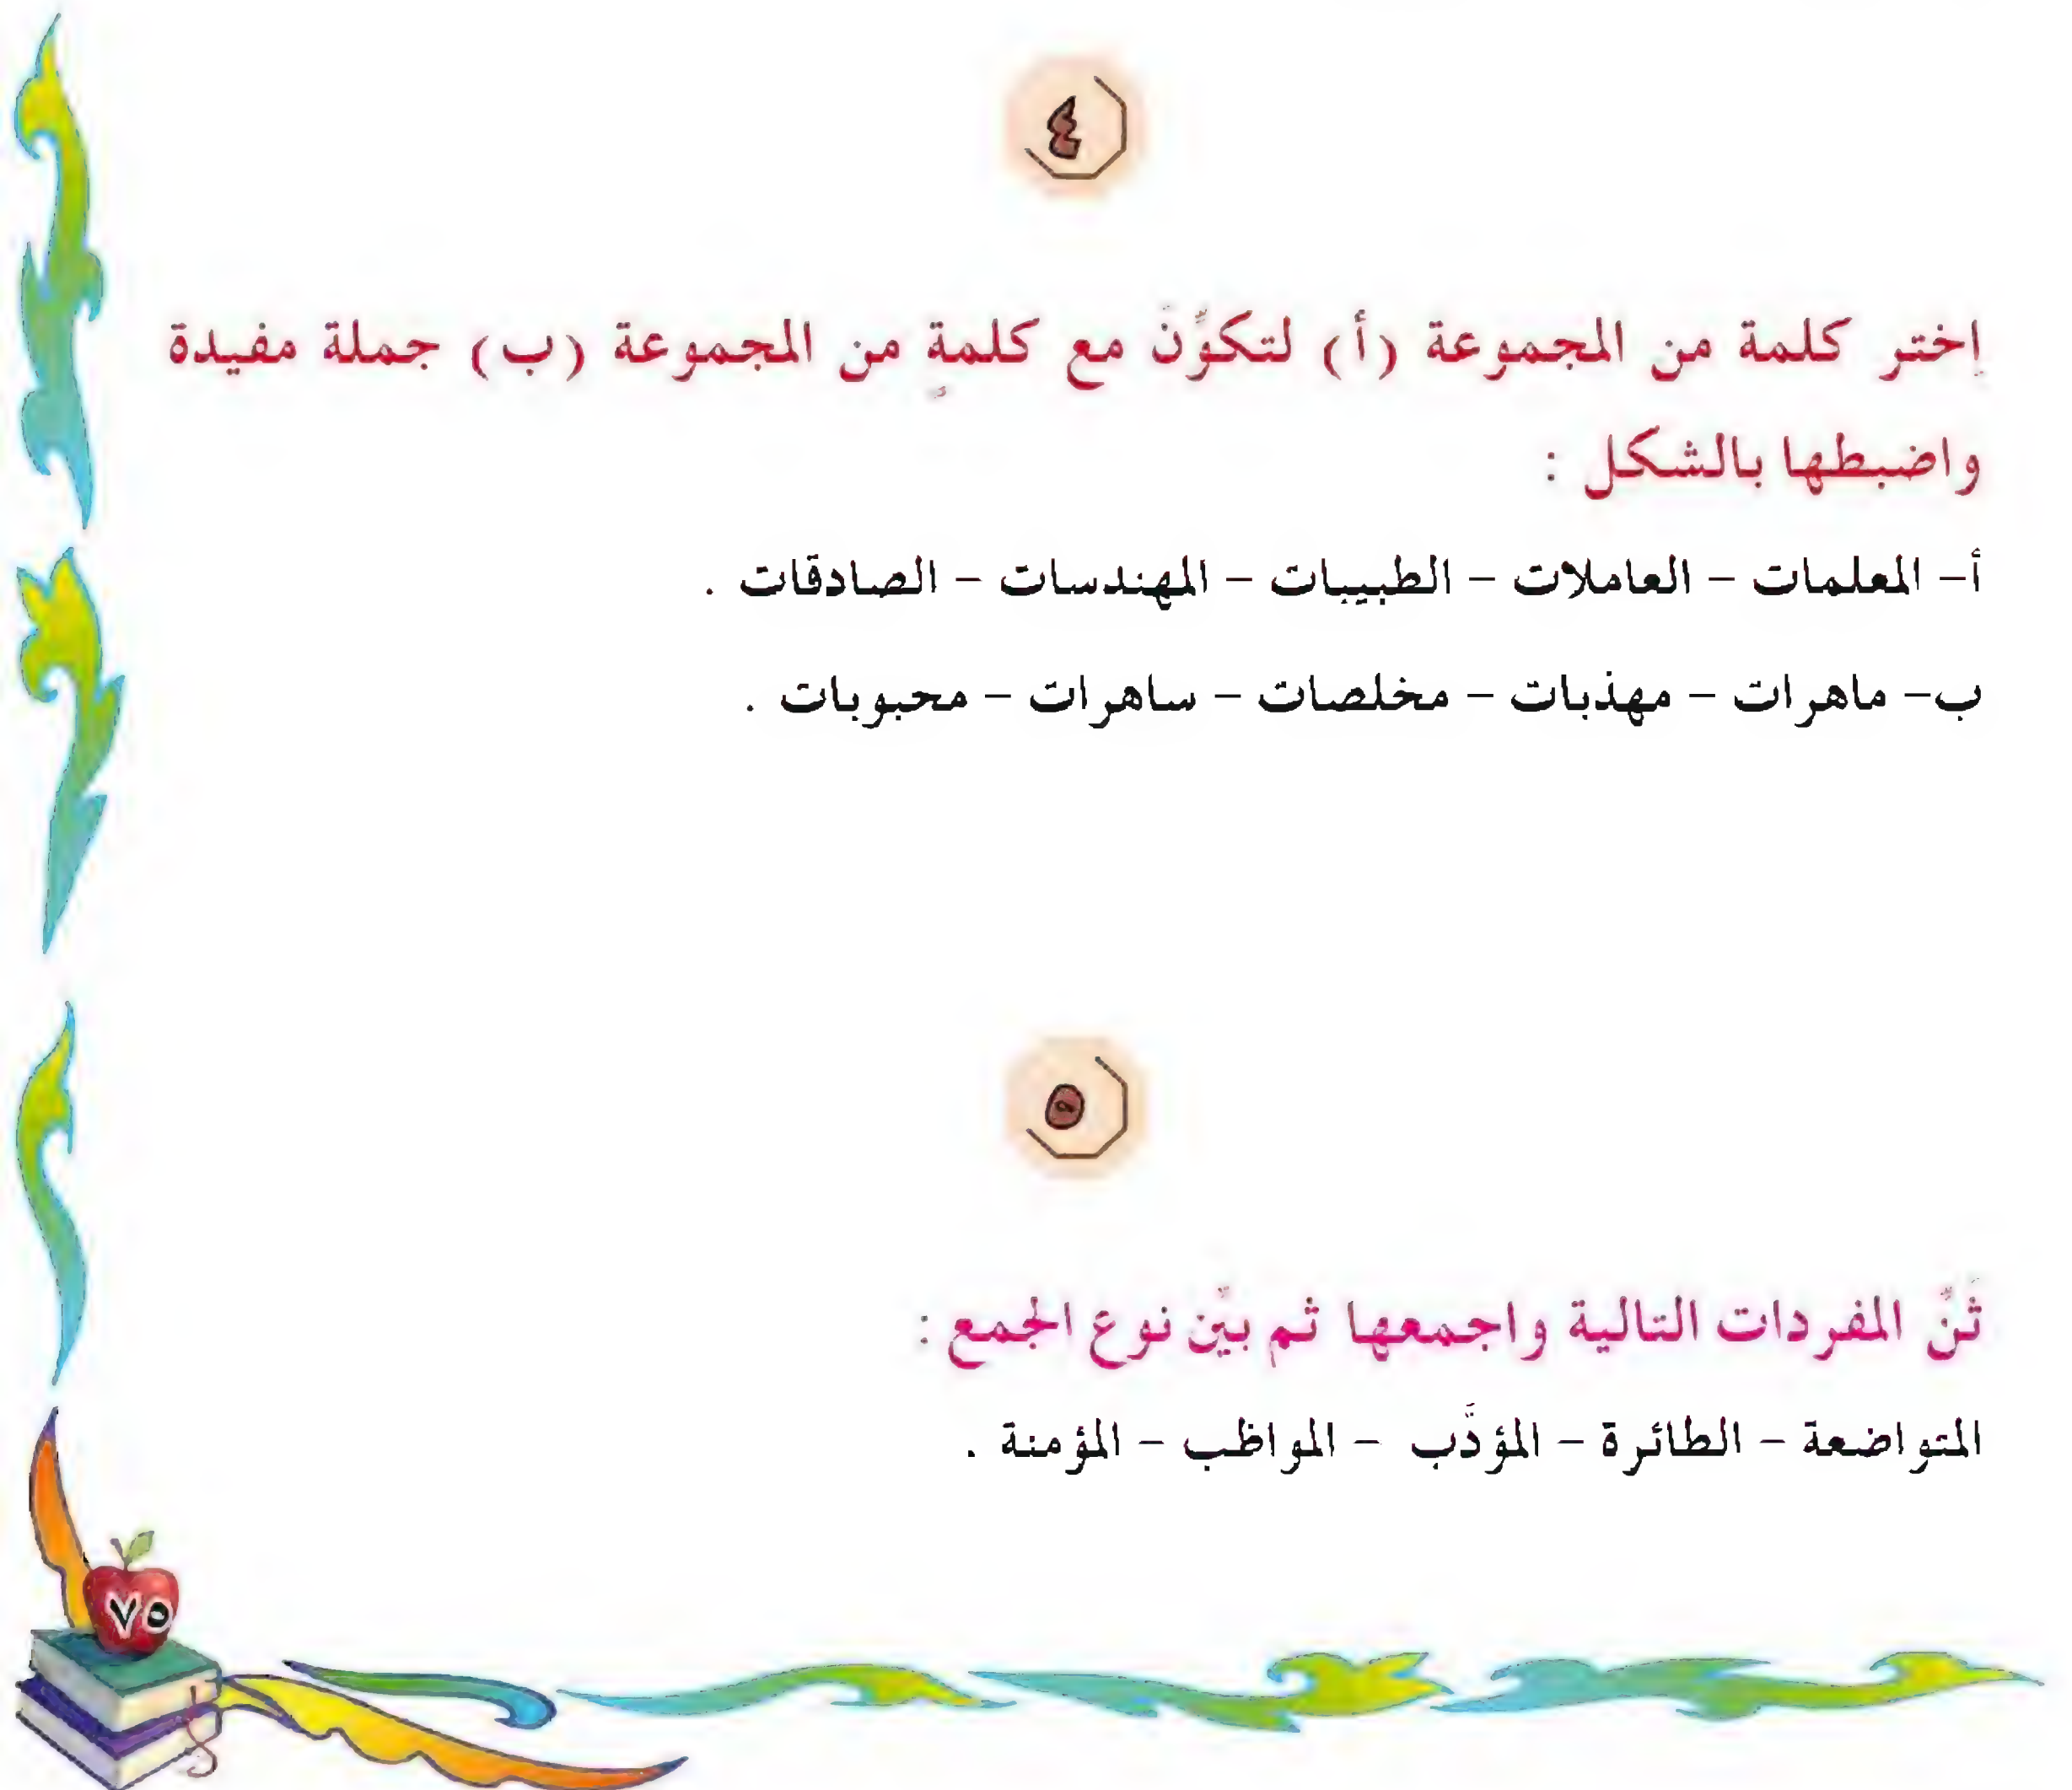 ٤
إختر كلمة من المجموعة (أ) لتكوِّنَ مع كلمةٍ من المجموعة (ب) جملة مفيدة
واضبطها بالشكل :
أ- المعلمات - العاملات - الطبيبات - المهندسات - الصادقات .
ب- ماهرات - مهذبات - مخلصات - ساهرات - محبوبات .
٥
ثَنِّ المفردات التالية واجمعها ثم بيِّن نوع الجمع :
المتواضعة - الطائرة - المؤدَّب - المواظب - المؤمنة .
٧٥